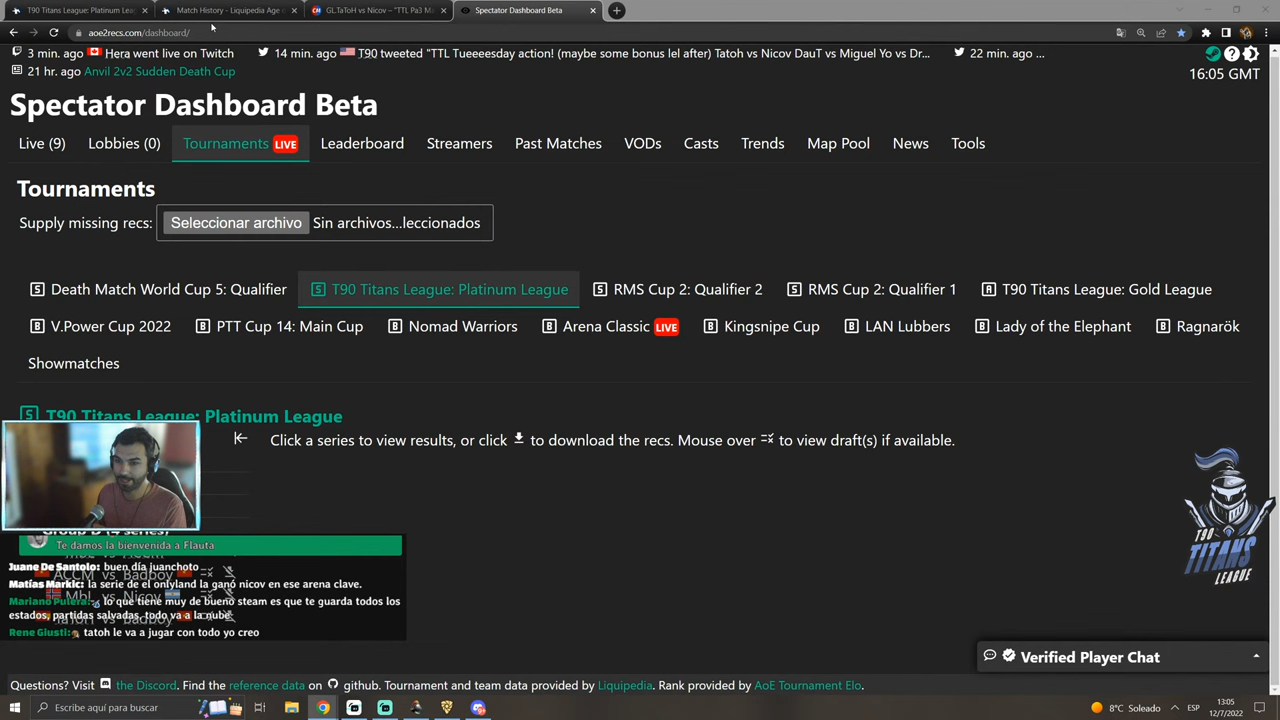 T90 Titans League: Platinum Lea
Match History - Liquipedia Age
GL.TaToH vs Nicov – "TTL Pa3 Ma
Spectator Dashboard Beta
aoe2recs.com/dashboard/
3 min. ago Hera went live on Twitch 14 min. ago T90 tweeted "TTL Tueeeesday action! (maybe some bonus lel after) Tatoh vs Nicov DauT vs Miguel Yo vs Dr... 22 min. ago ...
21 hr. ago Anvil 2v2 Sudden Death Cup
16:05 GMT
Spectator Dashboard Beta
Live (9) Lobbies (0) Tournaments LIVE Leaderboard Streamers Past Matches VODs Casts Trends Map Pool News Tools
Tournaments
Supply missing recs: Seleccionar archivo Sin archivos...leccionados
S Death Match World Cup 5: Qualifier S T90 Titans League: Platinum League S RMS Cup 2: Qualifier 2 S RMS Cup 2: Qualifier 1 A T90 Titans League: Gold League
B V.Power Cup 2022 B PTT Cup 14: Main Cup B Nomad Warriors B Arena Classic LIVE B Kingsnipe Cup B LAN Lubbers B Lady of the Elephant B Ragnarök
Showmatches
S T90 Titans League: Platinum League
Click a series to view results, or click to download the recs. Mouse over to view draft(s) if available.
Group D (4 series)
Te damos la bienvenida a Flauta
Juane De Santolo: buen día juanchoto
ACCM vs Badboy
Matías Markic: la serie de el onlyland la ganó nicov en ese arena clave.
MbL vs Nicov
Mariano Pulera: lo que tiene muy de bueno steam es que te guarda todos los
estados, partidas salvadas, todo va a la nube
TaToH vs Badboy
Rene Giusti: tatoh le va a jugar con todo yo creo
T90
TITANS
LEAGUE
Verified Player Chat
Questions? Visit the Discord. Find the reference data on github. Tournament and team data provided by Liquipedia. Rank provided by AoE Tournament Elo.
Escribe aquí para buscar
8°C Soleado
ESP
13:05
12/7/2022